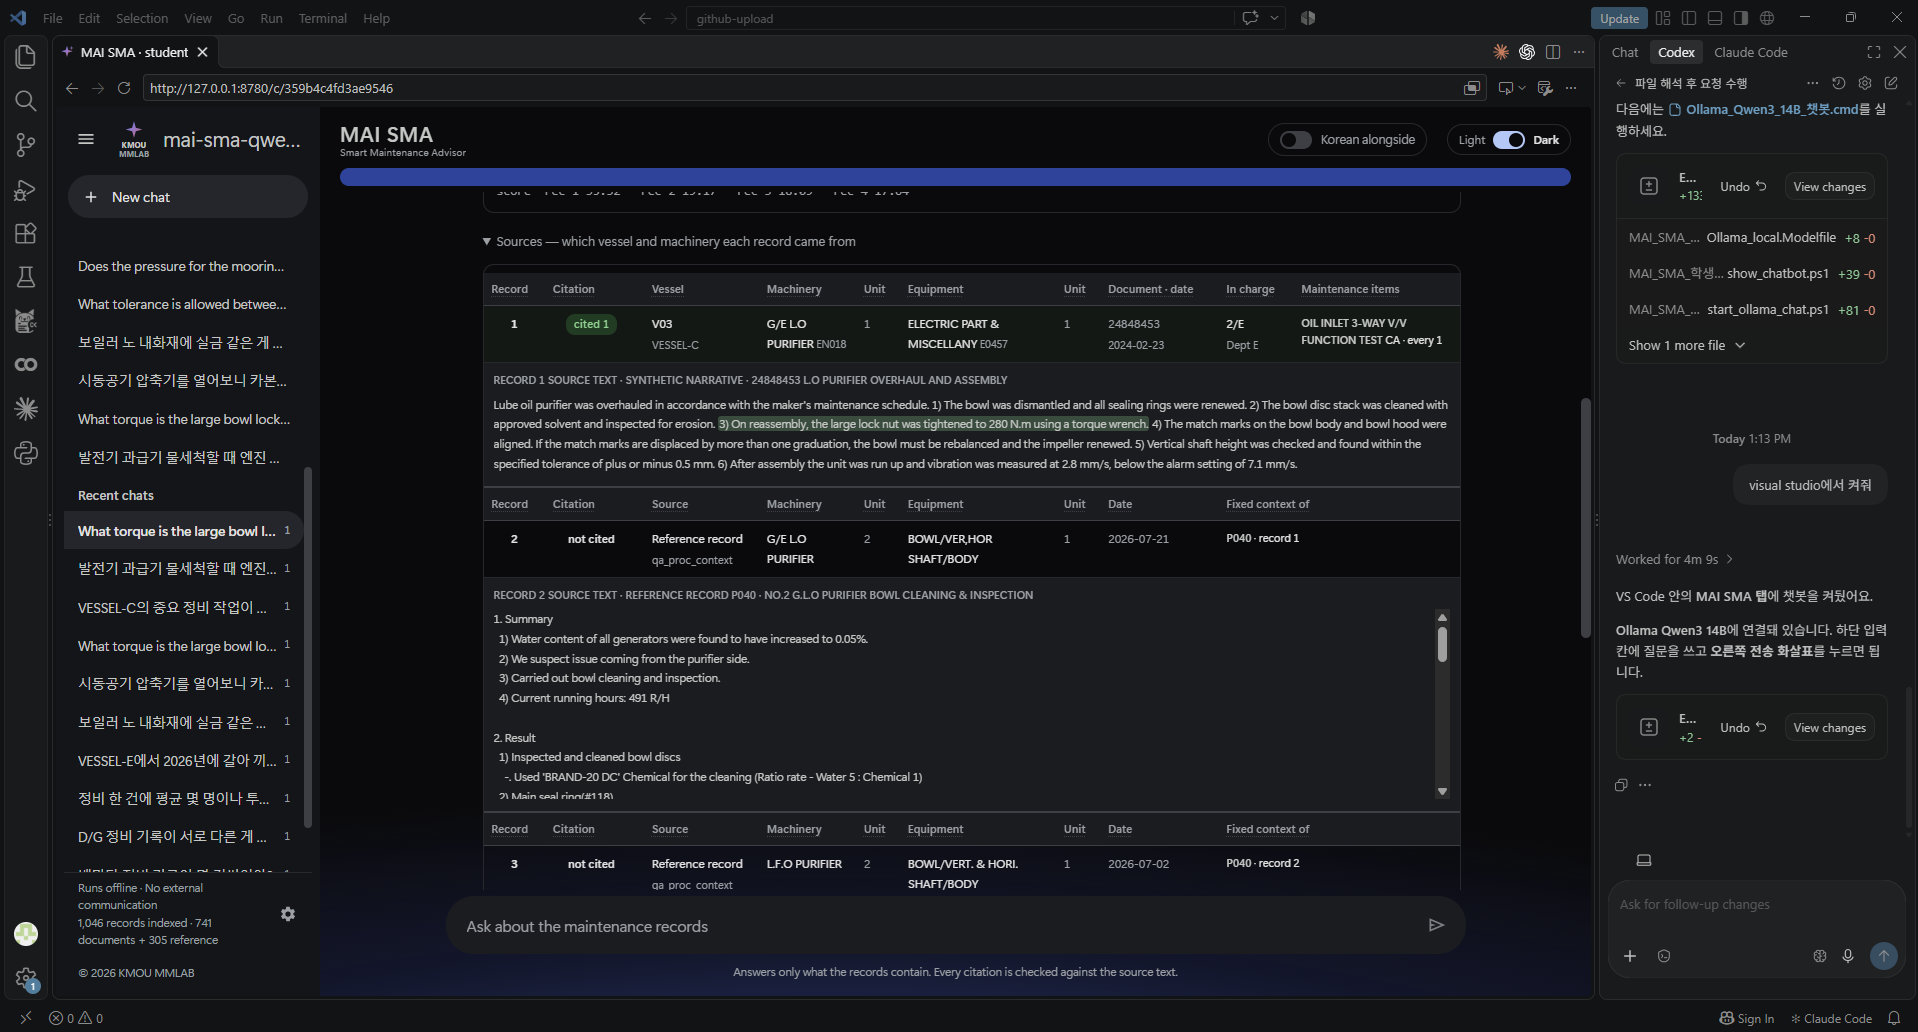 File Edit Selection View Go Run Terminal Help
github-upload
Update
MAI SMA · student
http://127.0.0.1:8780/c/359b4c4fd3ae9546
KMOU
MMLAB
mai-sma-qwe...
New chat
Does the pressure for the moorin...
What tolerance is allowed betwee...
보일러 노 내화재에 실금 같은 게 ...
시동공기 압축기를 열어보니 카본...
What torque is the large bowl lock...
발전기 과급기 물세척할 때 엔진 ...
Recent chats
What torque is the large bowl l... 1
발전기 과급기 물세척할 때 엔진... 1
VESSEL-C의 중요 정비 작업이 ... 1
What torque is the large bowl lo... 1
시동공기 압축기를 열어보니 카... 1
보일러 노 내화재에 실금 같은 ... 1
VESSEL-E에서 2026년에 갈아 끼... 1
정비 한 건에 평균 몇 명이나 투... 1
D/G 정비 기록이 서로 다른 게 ... 1
Runs offline · No external
communication
1,046 records indexed · 741
documents + 305 reference
© 2026 KMOU MMLAB
MAI SMA
Smart Maintenance Advisor
Korean alongside
Light Dark
Sources — which vessel and machinery each record came from
Record Citation Vessel Machinery Unit Equipment Unit Document · date In charge Maintenance items
1 cited 1 V03 G/E L.O 1 ELECTRIC PART & 1 24848453 2/E OIL INLET 3-WAY V/V
VESSEL-C PURIFIER EN018 MISCELLANY E0457 2024-02-23 Dept E FUNCTION TEST CA · every 1
RECORD 1 SOURCE TEXT · SYNTHETIC NARRATIVE · 24848453 L.O PURIFIER OVERHAUL AND ASSEMBLY
Lube oil purifier was overhauled in accordance with the maker's maintenance schedule. 1) The bowl was dismantled and all sealing rings were renewed. 2) The bowl disc stack was cleaned with
approved solvent and inspected for erosion. 3) On reassembly, the large lock nut was tightened to 280 N.m using a torque wrench. 4) The match marks on the bowl body and bowl hood were
aligned. If the match marks are displaced by more than one graduation, the bowl must be rebalanced and the impeller renewed. 5) Vertical shaft height was checked and found within the
specified tolerance of plus or minus 0.5 mm. 6) After assembly the unit was run up and vibration was measured at 2.8 mm/s, below the alarm setting of 7.1 mm/s.
Record Citation Source Machinery Unit Equipment Unit Date Fixed context of
2 not cited Reference record G/E L.O 2 BOWL/VER,HOR 1 2026-07-21 P040 · record 1
qa_proc_context PURIFIER SHAFT/BODY
RECORD 2 SOURCE TEXT · REFERENCE RECORD P040 · NO.2 G.L.O PURIFIER BOWL CLEANING & INSPECTION
1. Summary
1) Water content of all generators were found to have increased to 0.05%.
2) We suspect issue coming from the purifier side.
3) Carried out bowl cleaning and inspection.
4) Current running hours: 491 R/H
2. Result
1) Inspected and cleaned bowl discs
-. Used 'BRAND-20 DC' Chemical for the cleaning (Ratio rate - Water 5 : Chemical 1)
2) Main seal ring(#118)
Record Citation Source Machinery Unit Equipment Unit Date Fixed context of
3 not cited Reference record L.F.O PURIFIER 2 BOWL/VERT. & HORI. 1 2026-07-02 P040 · record 2
qa_proc_context SHAFT/BODY
Ask about the maintenance records
Answers only what the records contain. Every citation is checked against the source text.
Chat Codex Claude Code
파일 해석 후 요청 수행
다음에는 Ollama_Qwen3_14B_챗봇.cmd를 실
행하세요.
E... Undo View changes
MAI_SMA_... Ollama_local.Modelfile +8 -0
MAI_SMA_학생... show_chatbot.ps1 +39 -0
MAI_SMA_... start_ollama_chat.ps1 +81 -0
Show 1 more file
Today 1:13 PM
visual studio에서 켜줘
Worked for 4m 9s
VS Code 안의 MAI SMA 탭에 챗봇을 켜뒀어요.
Ollama Qwen3 14B에 연결돼 있습니다. 하단 입력
칸에 질문을 쓰고 오른쪽 전송 화살표를 누르면 됩
니다.
E... Undo View changes
+2 -
Ask for follow-up changes
1
0 0
Sign In Claude Code